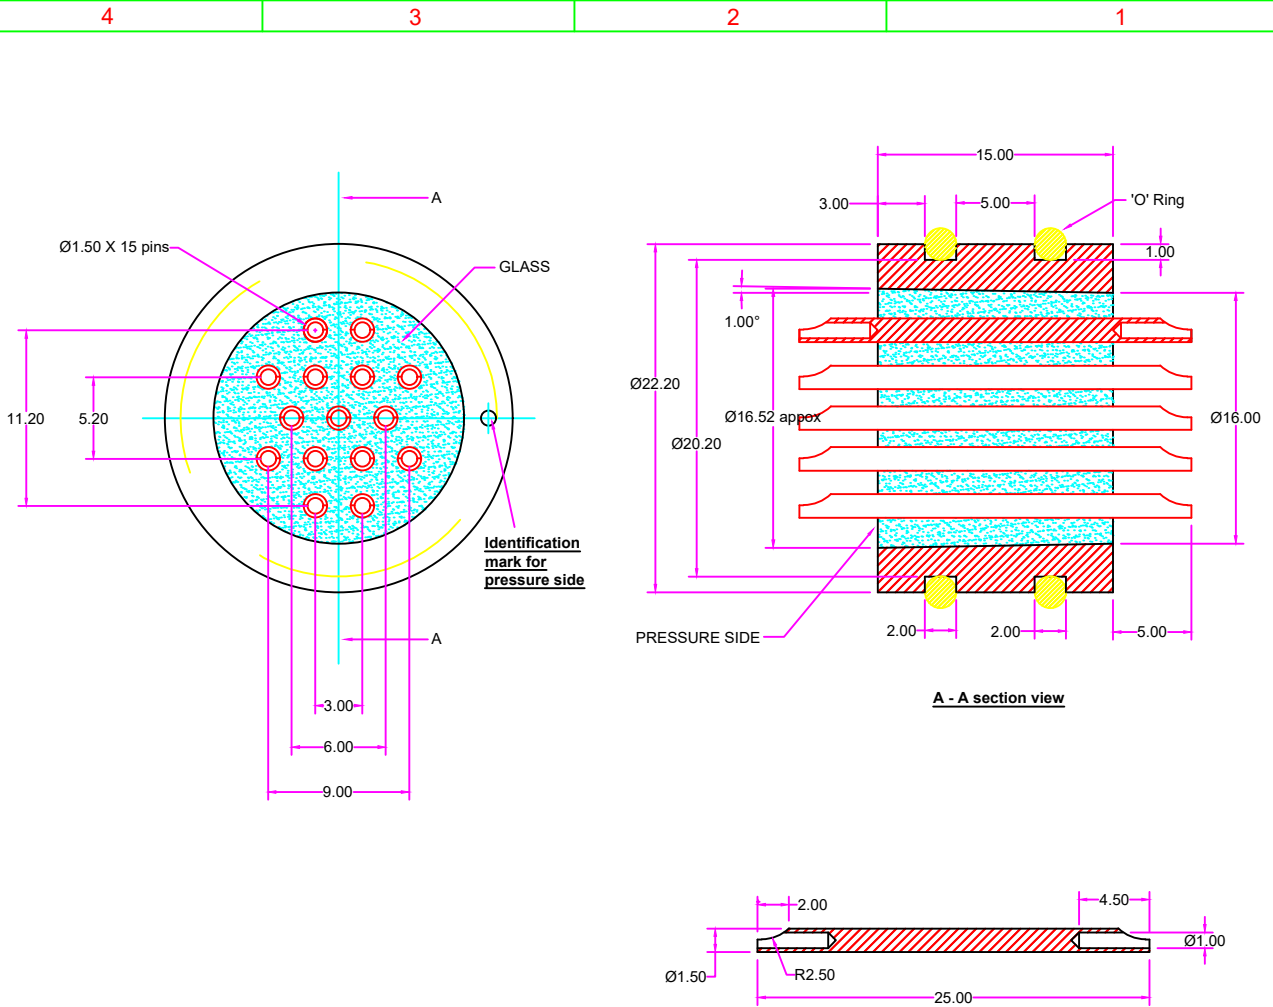 4
3
2
1
A
Ø1.50 X 15 pins
GLASS
11.20
5.20
Identification
mark for
pressure side
A
3.00
6.00
9.00
15.00
3.00
5.00
'O' Ring
1.00
1.00°
Ø22.20
Ø16.52 appox
Ø20.20
Ø16.00
PRESSURE SIDE
2.00
2.00
5.00
A - A section view
2.00
4.50
Ø1.00
Ø1.50
R2.50
25.00